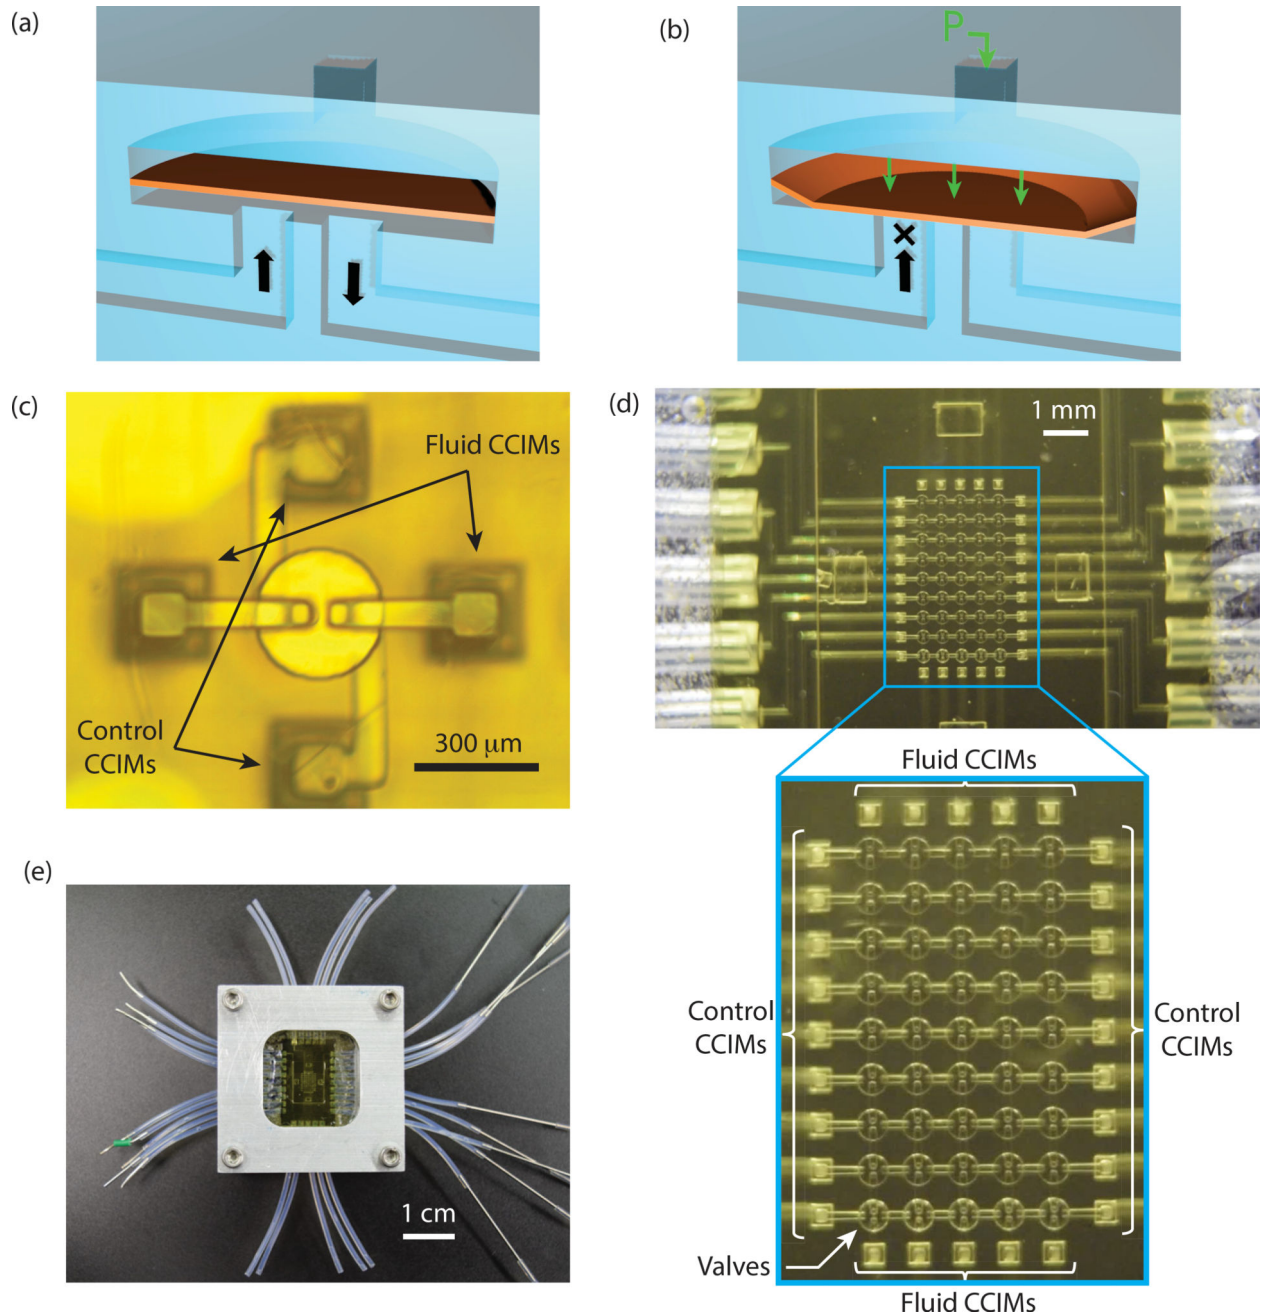 (a)
(b)
P
(c)
Fluid CCIMs
Control
CCIMs
300 μm
(d)
1 mm
Fluid CCIMs
Control
CCIMs
Control
CCIMs
Valves
Fluid CCIMs
(e)
1 cm